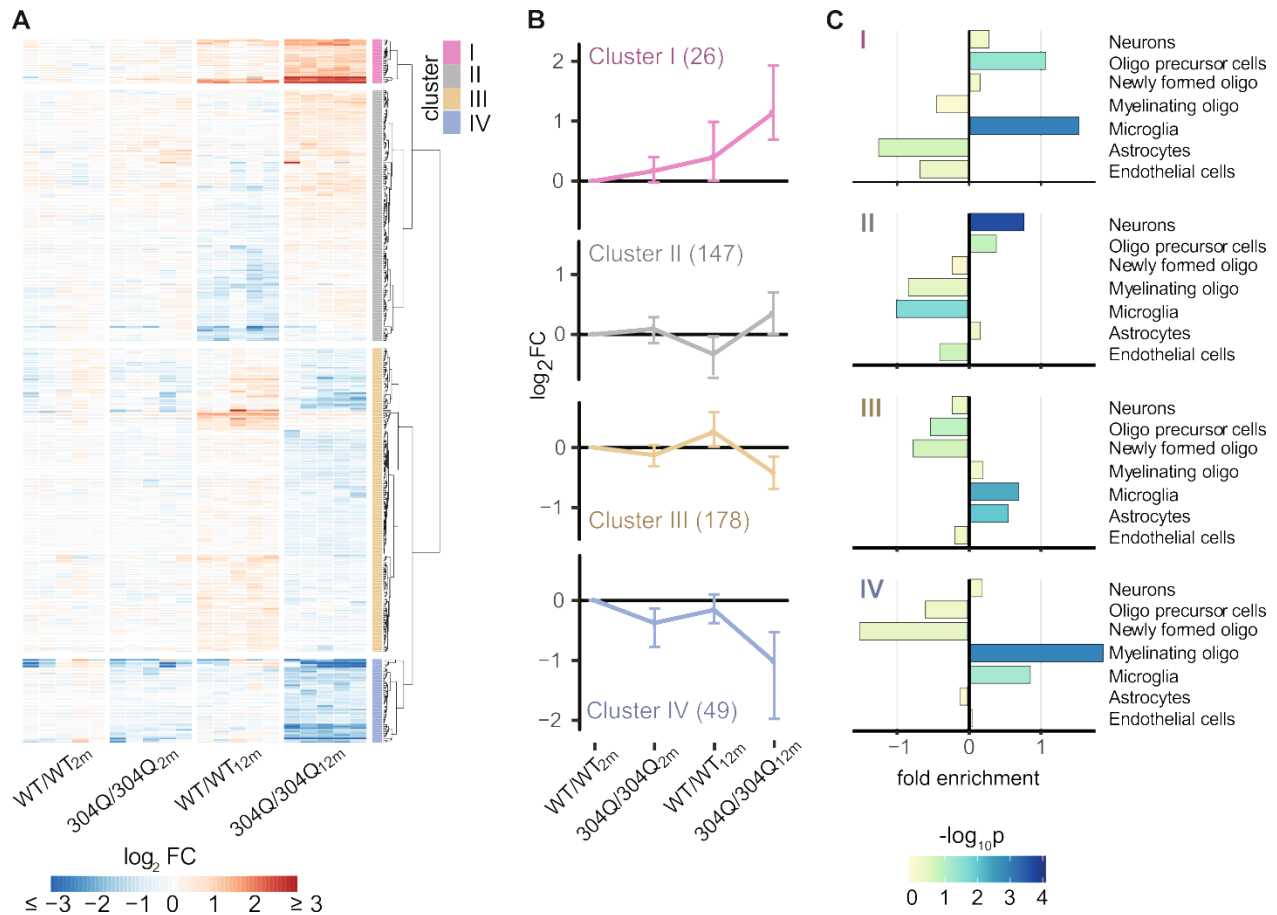 A
cluster
I
II
III
IV
WT/WT2m
304Q/304Q2m
WT/WT12m
304Q/304Q12m
log2 FC
≤ −3 −2 −1 0 1 2 ≥ 3
B
log2FC
Cluster I (26)
2
1
0
Cluster II (147)
1
0
0
−1
Cluster III (178)
0
−1
−2
Cluster IV (49)
WT/WT2m
304Q/304Q2m
WT/WT12m
304Q/304Q12m
C
I
Neurons
Oligo precursor cells
Newly formed oligo
Myelinating oligo
Microglia
Astrocytes
Endothelial cells
II
Neurons
Oligo precursor cells
Newly formed oligo
Myelinating oligo
Microglia
Astrocytes
Endothelial cells
III
Neurons
Oligo precursor cells
Newly formed oligo
Myelinating oligo
Microglia
Astrocytes
Endothelial cells
IV
Neurons
Oligo precursor cells
Newly formed oligo
Myelinating oligo
Microglia
Astrocytes
Endothelial cells
−1 0 1
fold enrichment
-log10p
0 1 2 3 4